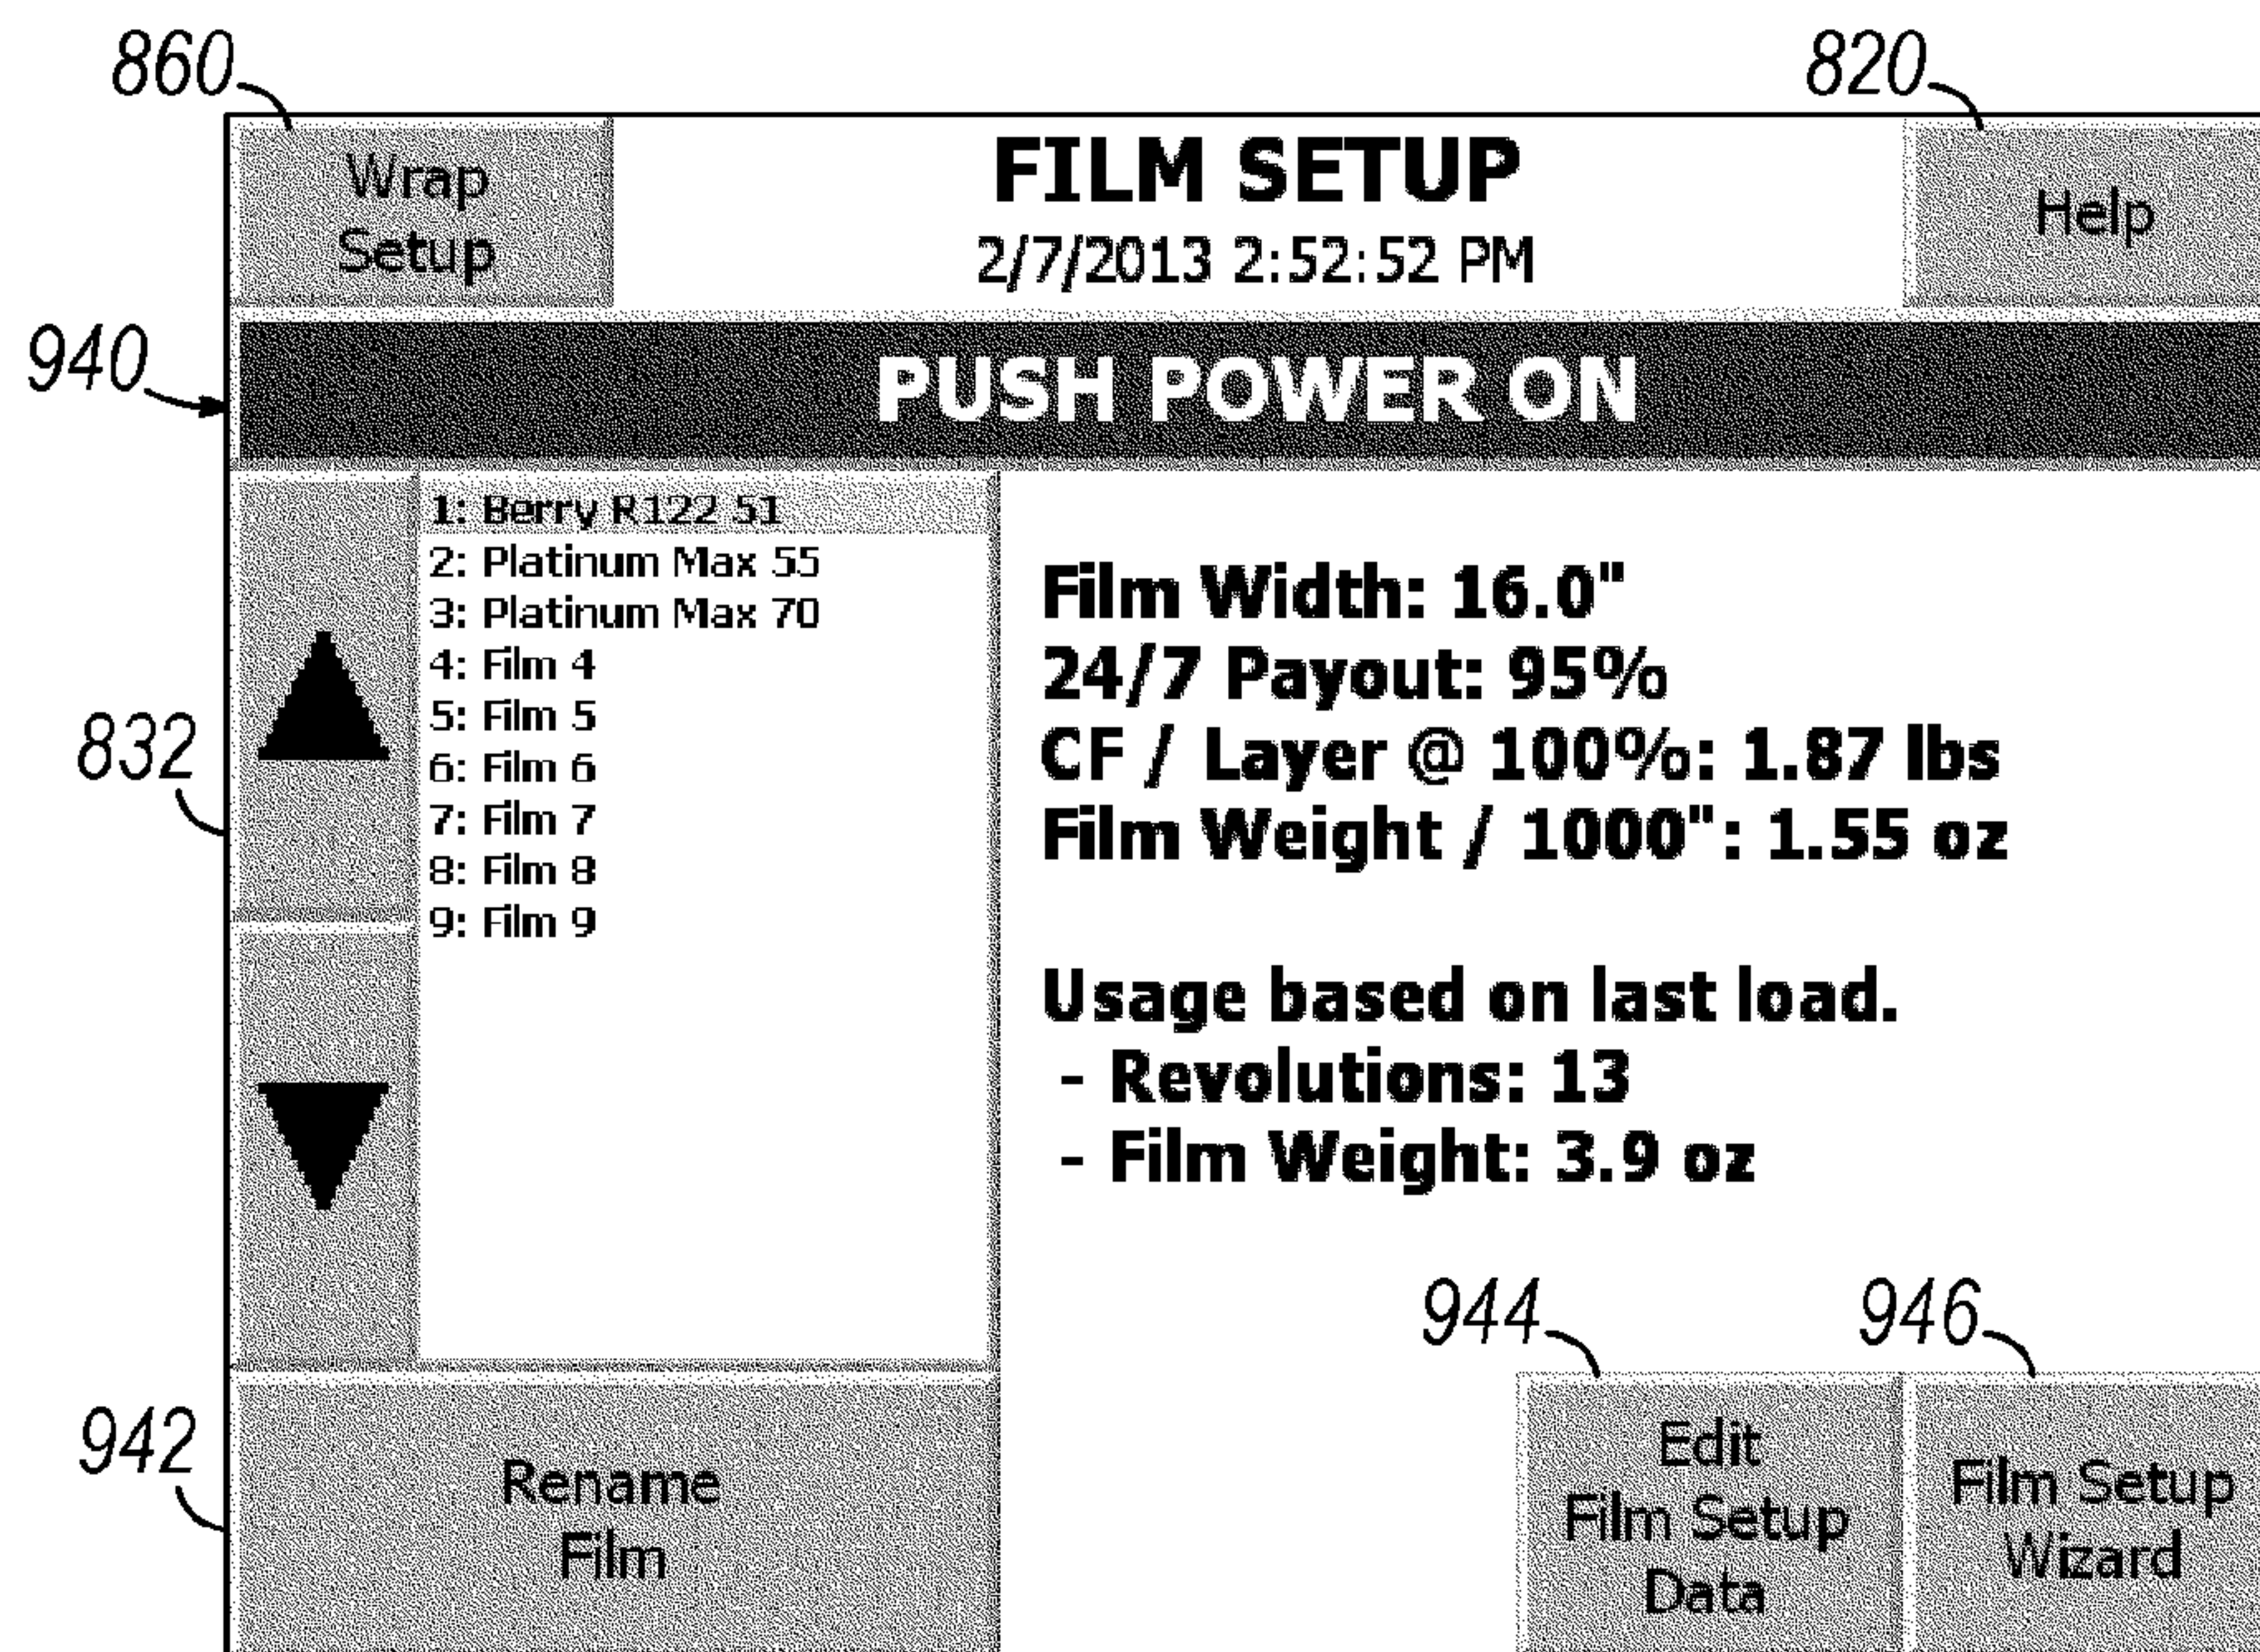 860
820
Wrap
Setup
FILM SETUP
2/7/2013 2:52:52 PM
Help
940
PUSH POWER ON
832
1: Berry R122 51
2: Platinum Max 55
3: Platinum Max 70
4: Film 4
5: Film 5
6: Film 6
7: Film 7
8: Film 8
9: Film 9
Film Width: 16.0"
24/7 Payout: 95%
CF / Layer @ 100%: 1.87 lbs
Film Weight / 1000": 1.55 oz
Usage based on last load.
- Revolutions: 13
- Film Weight: 3.9 oz
942
Rename
Film
944
946
Edit
Film Setup
Data
Film Setup
Wizard